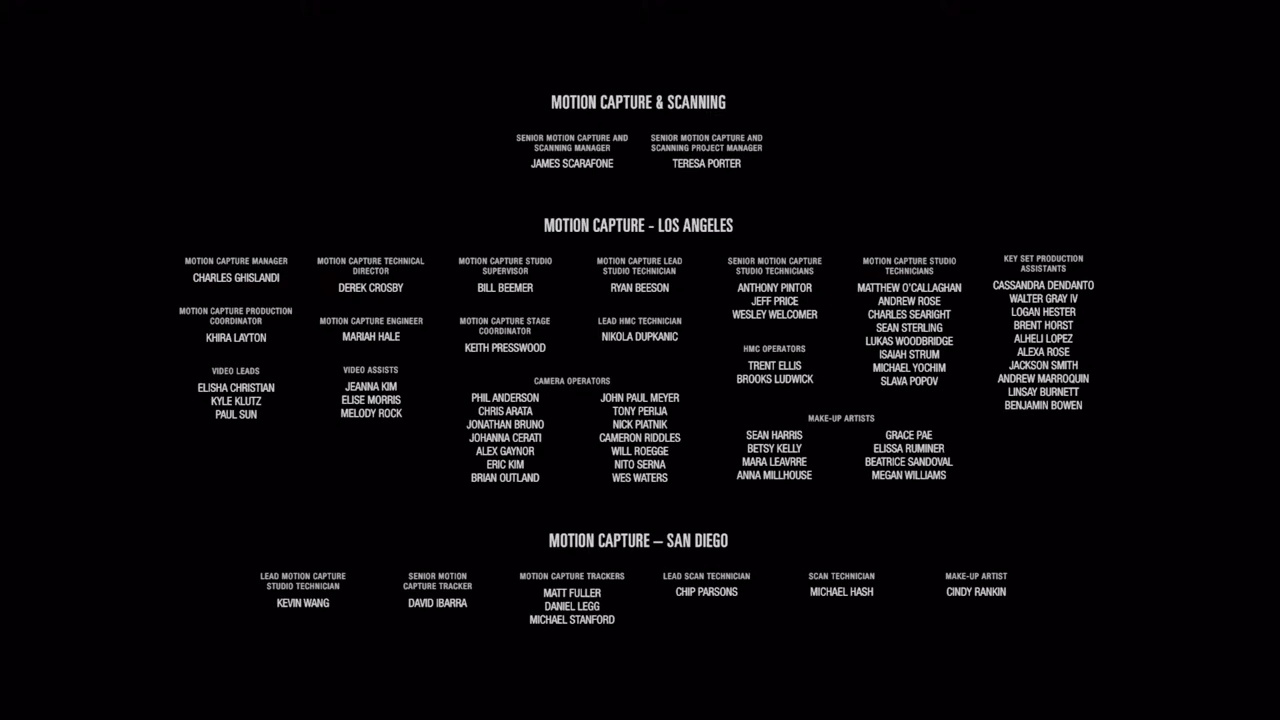 MOTION CAPTURE & SCANNING
SENIOR MOTION CAPTURE AND
SCANNING MANAGER
JAMES SCARAFONE
SENIOR MOTION CAPTURE AND
SCANNING PROJECT MANAGER
TERESA PORTER
MOTION CAPTURE - LOS ANGELES
MOTION CAPTURE MANAGER
CHARLES GHISLANDI
MOTION CAPTURE TECHNICAL
DIRECTOR
DEREK CROSBY
MOTION CAPTURE STUDIO
SUPERVISOR
BILL BEEMER
MOTION CAPTURE LEAD
STUDIO TECHNICIAN
RYAN BEESON
MOTION CAPTURE PRODUCTION
COORDINATOR
KHIRA LAYTON
MOTION CAPTURE ENGINEER
MARIAH HALE
MOTION CAPTURE STAGE
COORDINATOR
KEITH PRESSWOOD
LEAD HMC TECHNICIAN
NIKOLA DUPKANIC
VIDEO LEADS
ELISHA CHRISTIAN
KYLE KLUTZ
PAUL SUN
VIDEO ASSISTS
JEANNA KIM
ELISE MORRIS
MELODY ROCK
CAMERA OPERATORS
PHIL ANDERSON
CHRIS ARATA
JONATHAN BRUNO
JOHANNA CERATI
ALEX GAYNOR
ERIC KIM
BRIAN OUTLAND
JOHN PAUL MEYER
TONY PERIJA
NICK PIATNIK
CAMERON RIDDLES
WILL ROEGGE
NITO SERNA
WES WATERS
SENIOR MOTION CAPTURE
STUDIO TECHNICIANS
ANTHONY PINTOR
JEFF PRICE
WESLEY WELCOMER
HMC OPERATORS
TRENT ELLIS
BROOKS LUDWICK
MOTION CAPTURE STUDIO
TECHNICIANS
MATTHEW O'CALLAGHAN
ANDREW ROSE
CHARLES SEARIGHT
SEAN STERLING
LUKAS WOODBRIDGE
ISAIAH STRUM
MICHAEL YOCHIM
SLAVA POPOV
MAKE-UP ARTISTS
SEAN HARRIS
BETSY KELLY
MARA LEAVRRE
ANNA MILLHOUSE
GRACE PAE
ELISSA RUMINER
BEATRICE SANDOVAL
MEGAN WILLIAMS
KEY SET PRODUCTION
ASSISTANTS
CASSANDRA DENDANTO
WALTER GRAY IV
LOGAN HESTER
BRENT HORST
ALHELI LOPEZ
ALEXA ROSE
JACKSON SMITH
ANDREW MARROQUIN
LINSAY BURNETT
BENJAMIN BOWEN
MOTION CAPTURE – SAN DIEGO
LEAD MOTION CAPTURE
STUDIO TECHNICIAN
KEVIN WANG
SENIOR MOTION
CAPTURE TRACKER
DAVID IBARRA
MOTION CAPTURE TRACKERS
MATT FULLER
DANIEL LEGG
MICHAEL STANFORD
LEAD SCAN TECHNICIAN
CHIP PARSONS
SCAN TECHNICIAN
MICHAEL HASH
MAKE-UP ARTIST
CINDY RANKIN